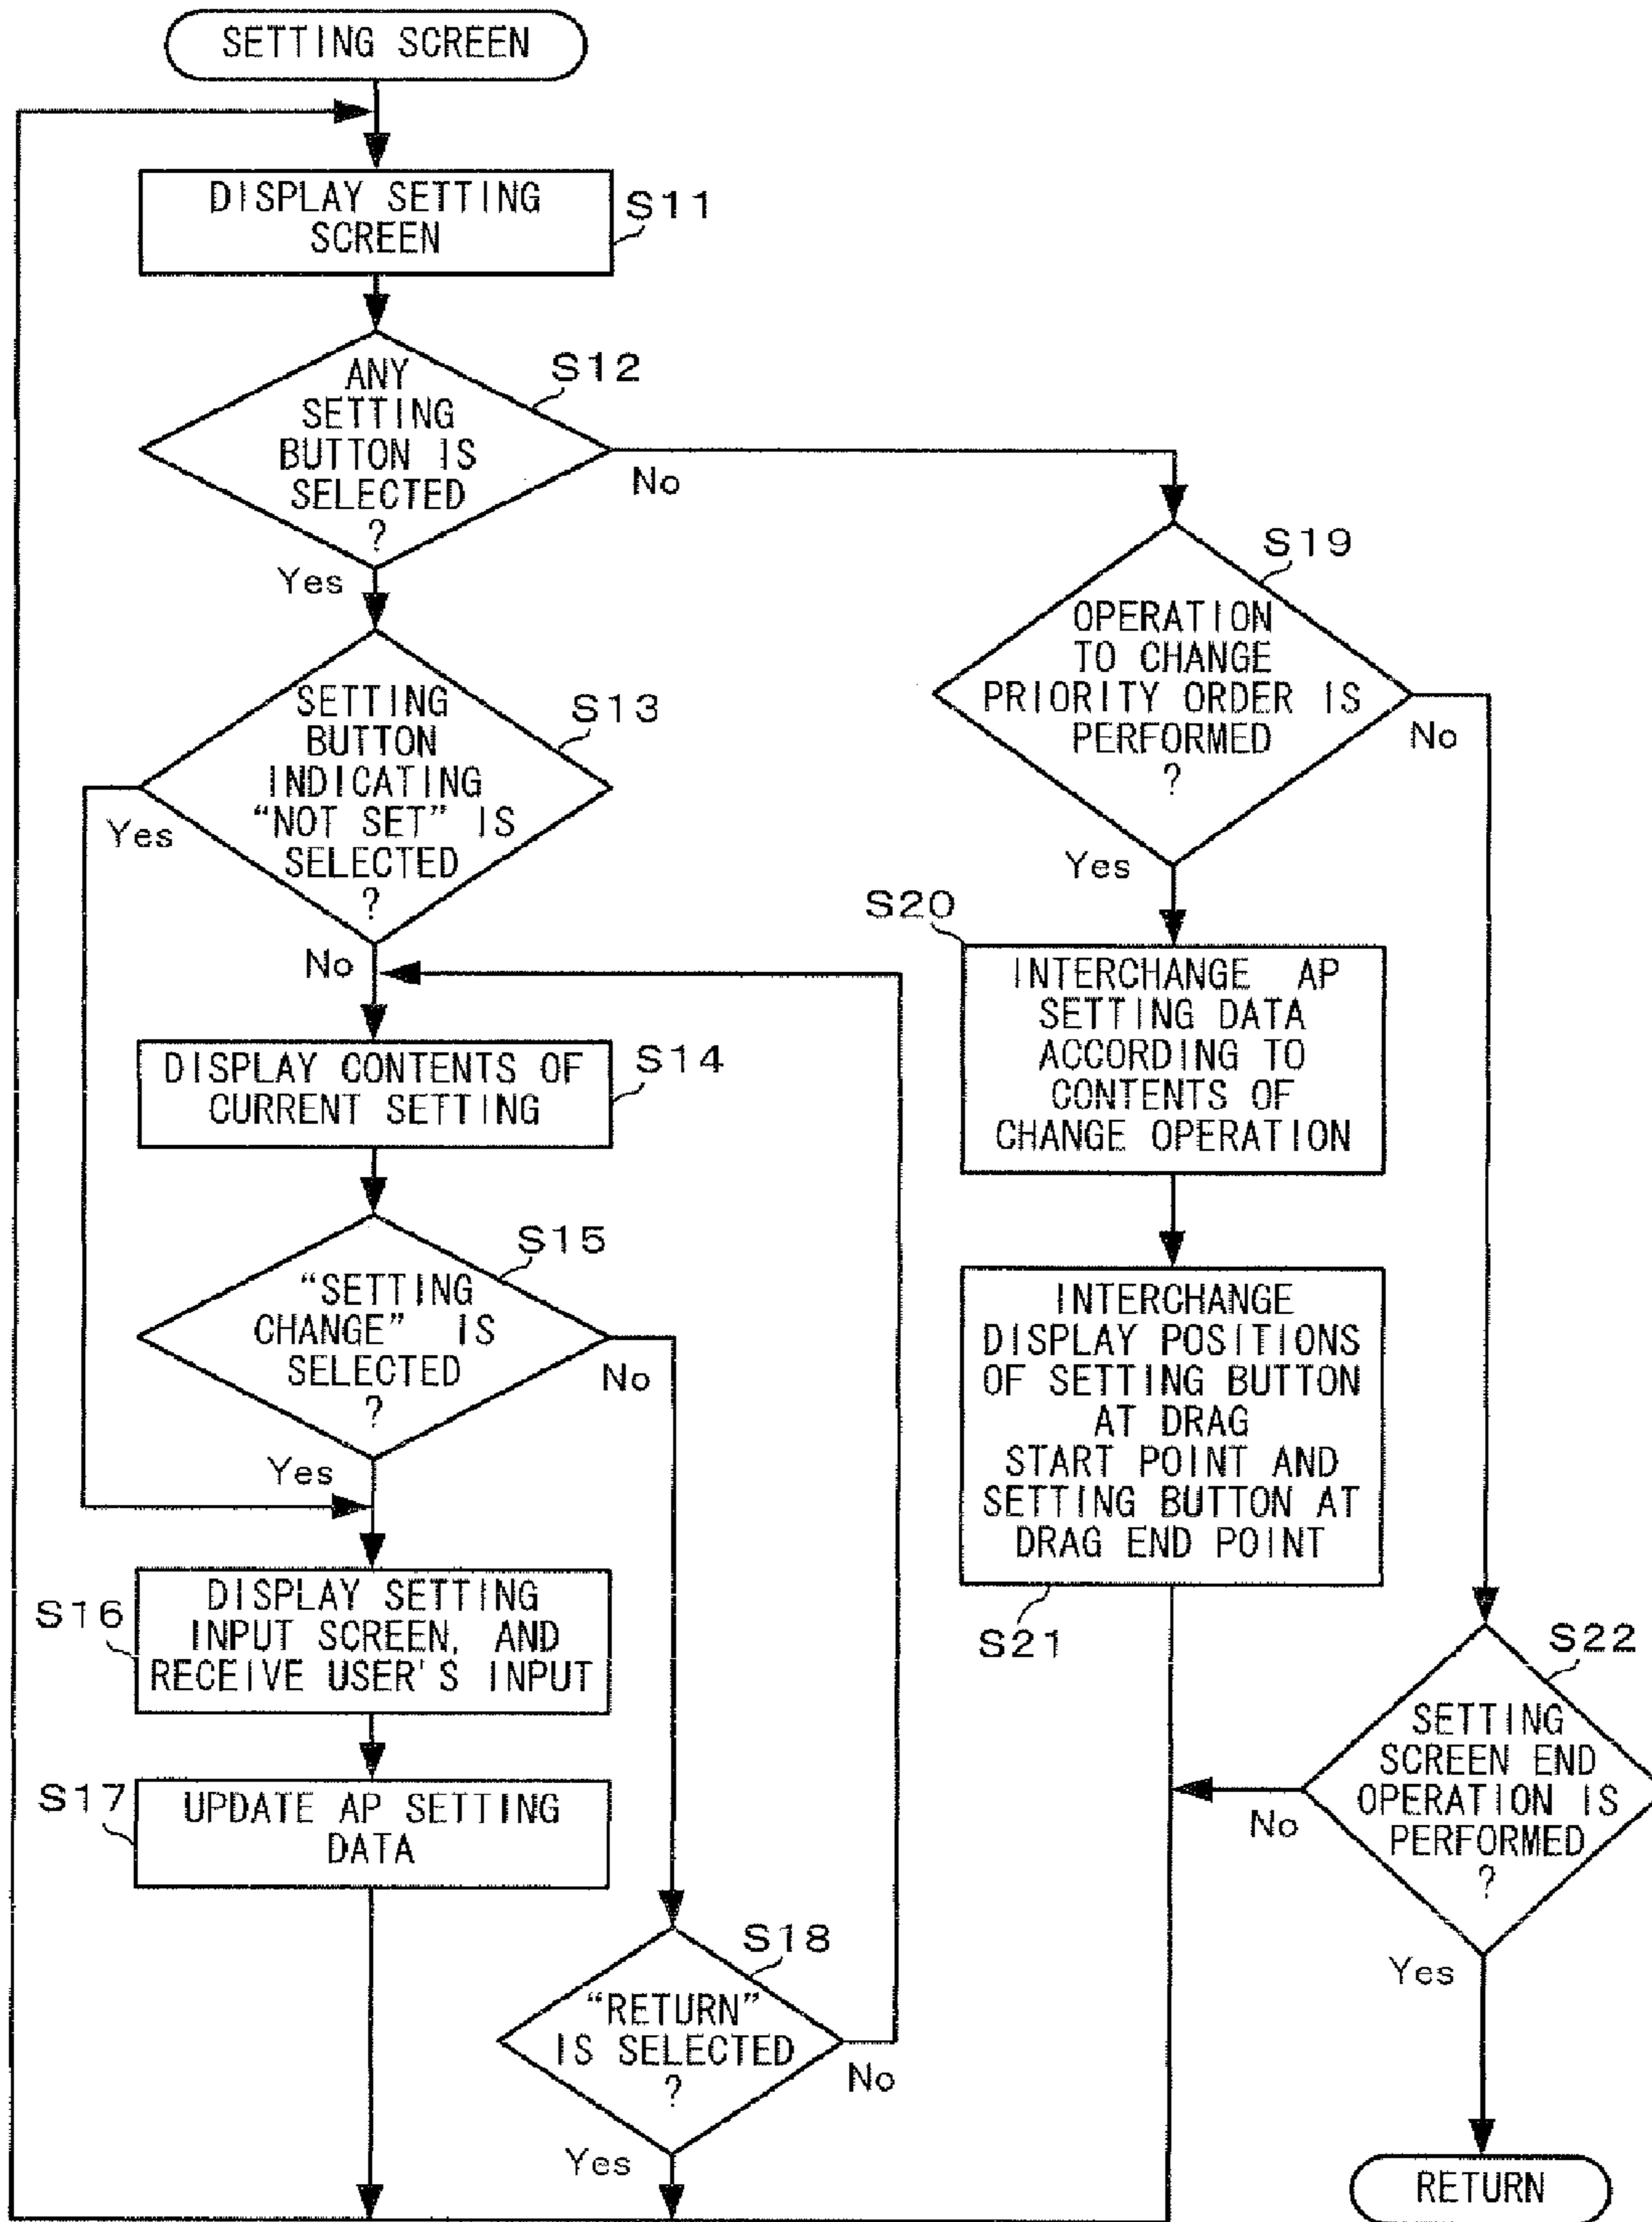 SETTING SCREEN
DISPLAY SETTING
SCREEN
S11
ANY
SETTING
BUTTON IS
SELECTED
?
S12
No
Yes
SETTING
BUTTON
INDICATING
“NOT SET” IS
SELECTED
?
S13
Yes
No
DISPLAY CONTENTS OF
CURRENT SETTING
S14
“SETTING
CHANGE” IS
SELECTED
?
S15
No
Yes
S16
DISPLAY SETTING
INPUT SCREEN, AND
RECEIVE USER'S INPUT
S17
UPDATE AP SETTING
DATA
S18
“RETURN”
IS SELECTED
?
No
Yes
S19
OPERATION
TO CHANGE
PRIORITY ORDER IS
PERFORMED
?
No
Yes
S20
INTERCHANGE AP
SETTING DATA
ACCORDING TO
CONTENTS OF
CHANGE OPERATION
INTERCHANGE
DISPLAY POSITIONS
OF SETTING BUTTON
AT DRAG
START POINT AND
SETTING BUTTON AT
DRAG END POINT
S21
S22
SETTING
SCREEN END
OPERATION IS
PERFORMED
?
No
Yes
RETURN